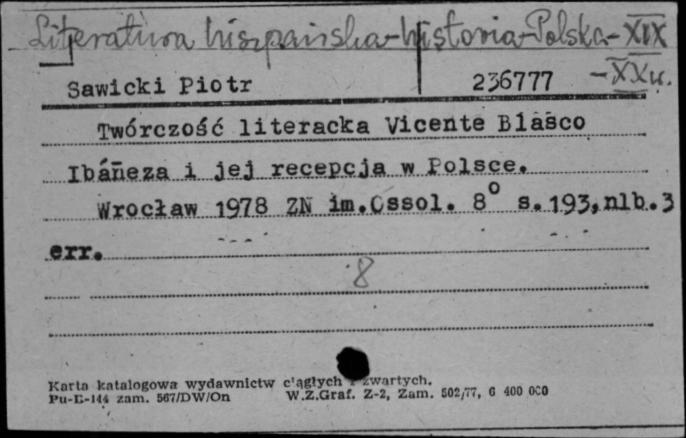 Literatura hiszpańska-historia-Polska-XIX
-XXw.
Sawicki Piotr 236777
Twórczość literacka Vicente Blasco
Ibáñeza i jej recepcja w Polsce.
Wrocław 1978 ZN im.Ossol. 8° s.193,nlb.3
err.
8
Karta katalogowa wydawnictw ciągłych i zwartych.
Pu-E-144 zam. 567/DW/On W.Z.Graf. Z-2, Zam. 502/77, 6 400 000